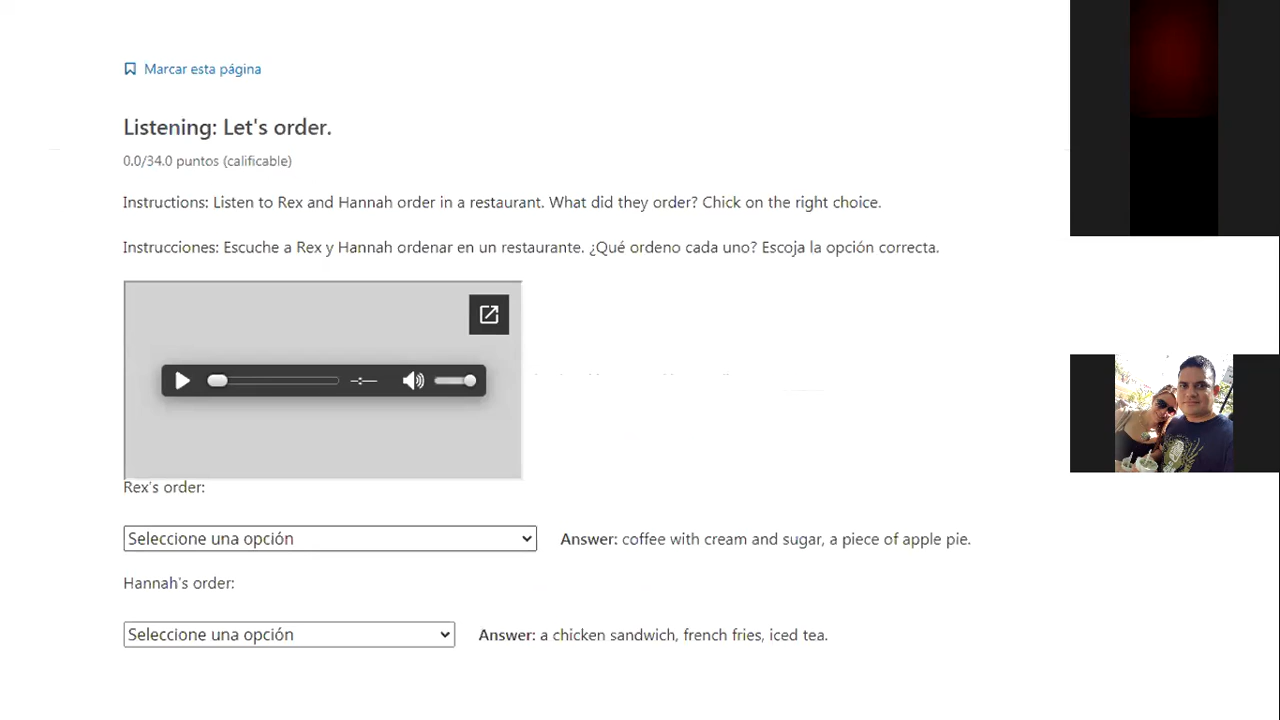 Marcar esta página
Listening: Let's order.
0.0/34.0 puntos (calificable)
Instructions: Listen to Rex and Hannah order in a restaurant. What did they order? Chick on the right choice.
Instrucciones: Escuche a Rex y Hannah ordenar en un restaurante. ¿Qué ordeno cada uno? Escoja la opción correcta.
Rex's order:
Seleccione una opción Answer: coffee with cream and sugar, a piece of apple pie.
Hannah's order:
Seleccione una opción Answer: a chicken sandwich, french fries, iced tea.